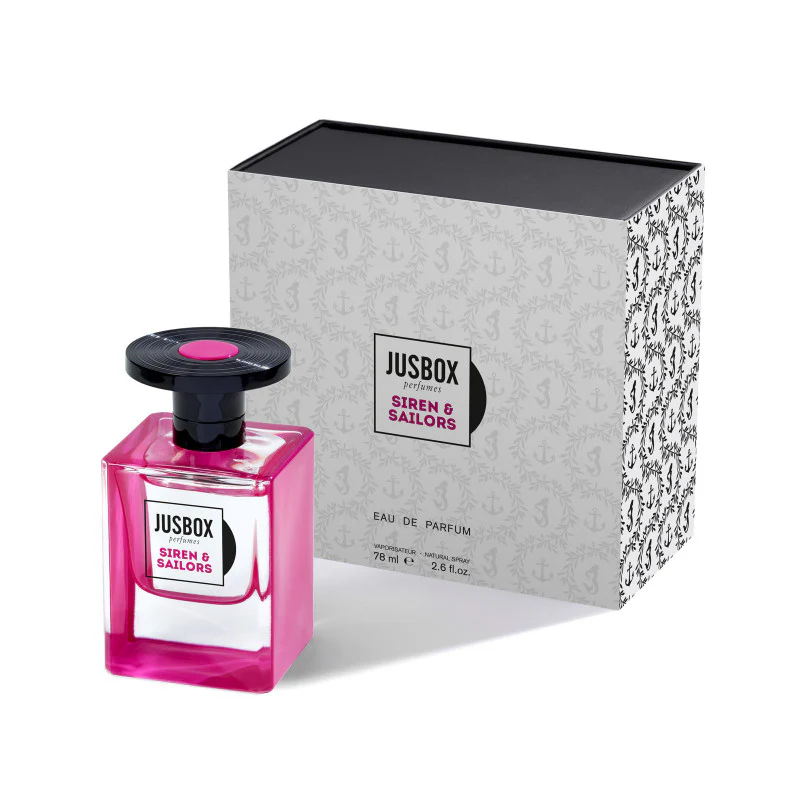 JUSBOX
perfumes
SIREN &
SAILORS
EAU DE PARFUM
VAPORISATEUR - NATURAL SPRAY
78 ml ℮ 2.6 fl.oz.
JUSBOX
perfumes
SIREN &
SAILORS